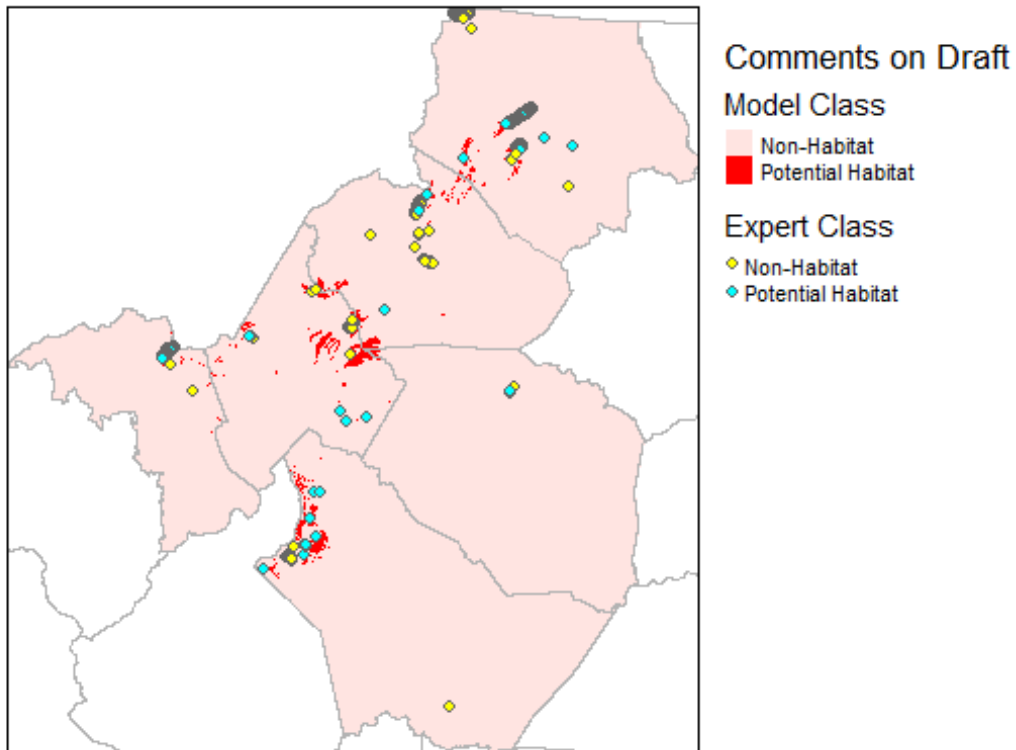 Comments on Draft
Model Class
Non-Habitat
Potential Habitat
Expert Class
Non-Habitat
Potential Habitat